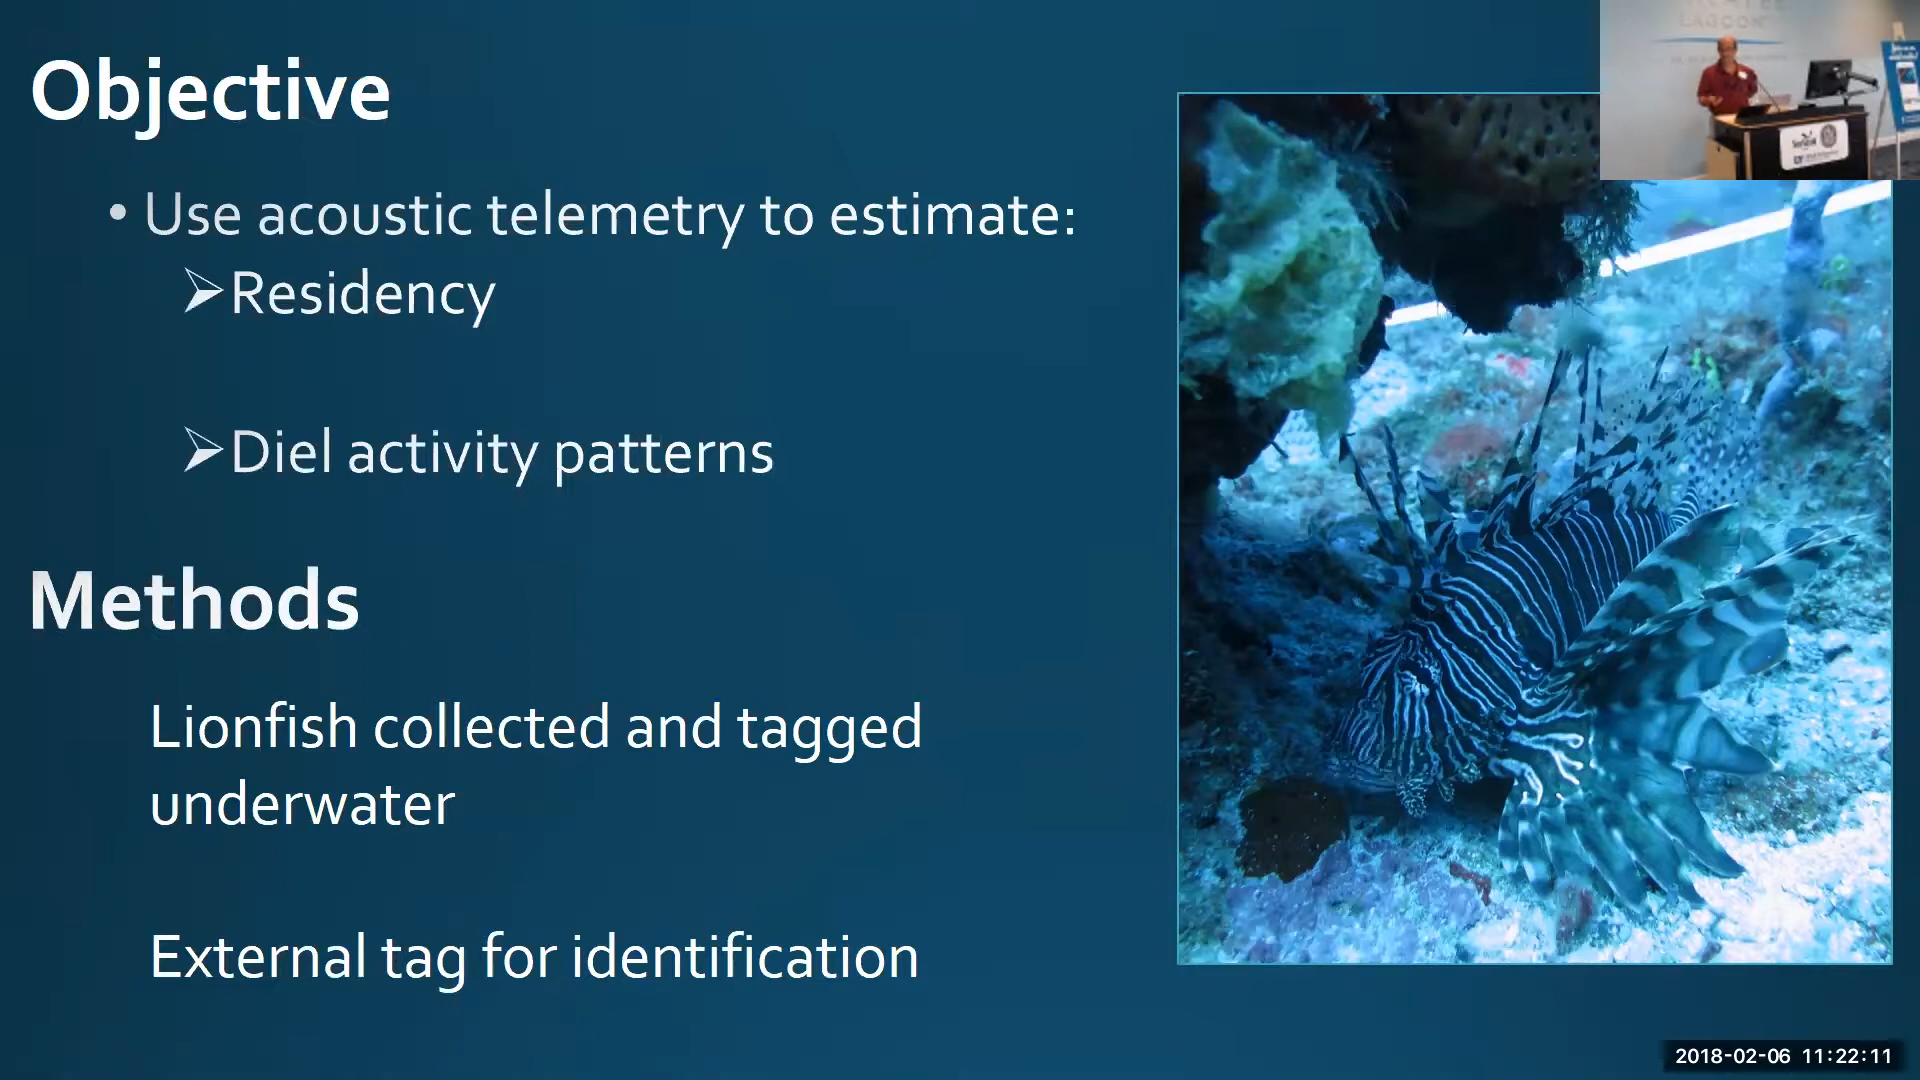 LAGOON
Objective
• Use acoustic telemetry to estimate:
➢Residency
➢Diel activity patterns
Methods
Lionfish collected and tagged
underwater
External tag for identification
2018-02-06 11:22:11